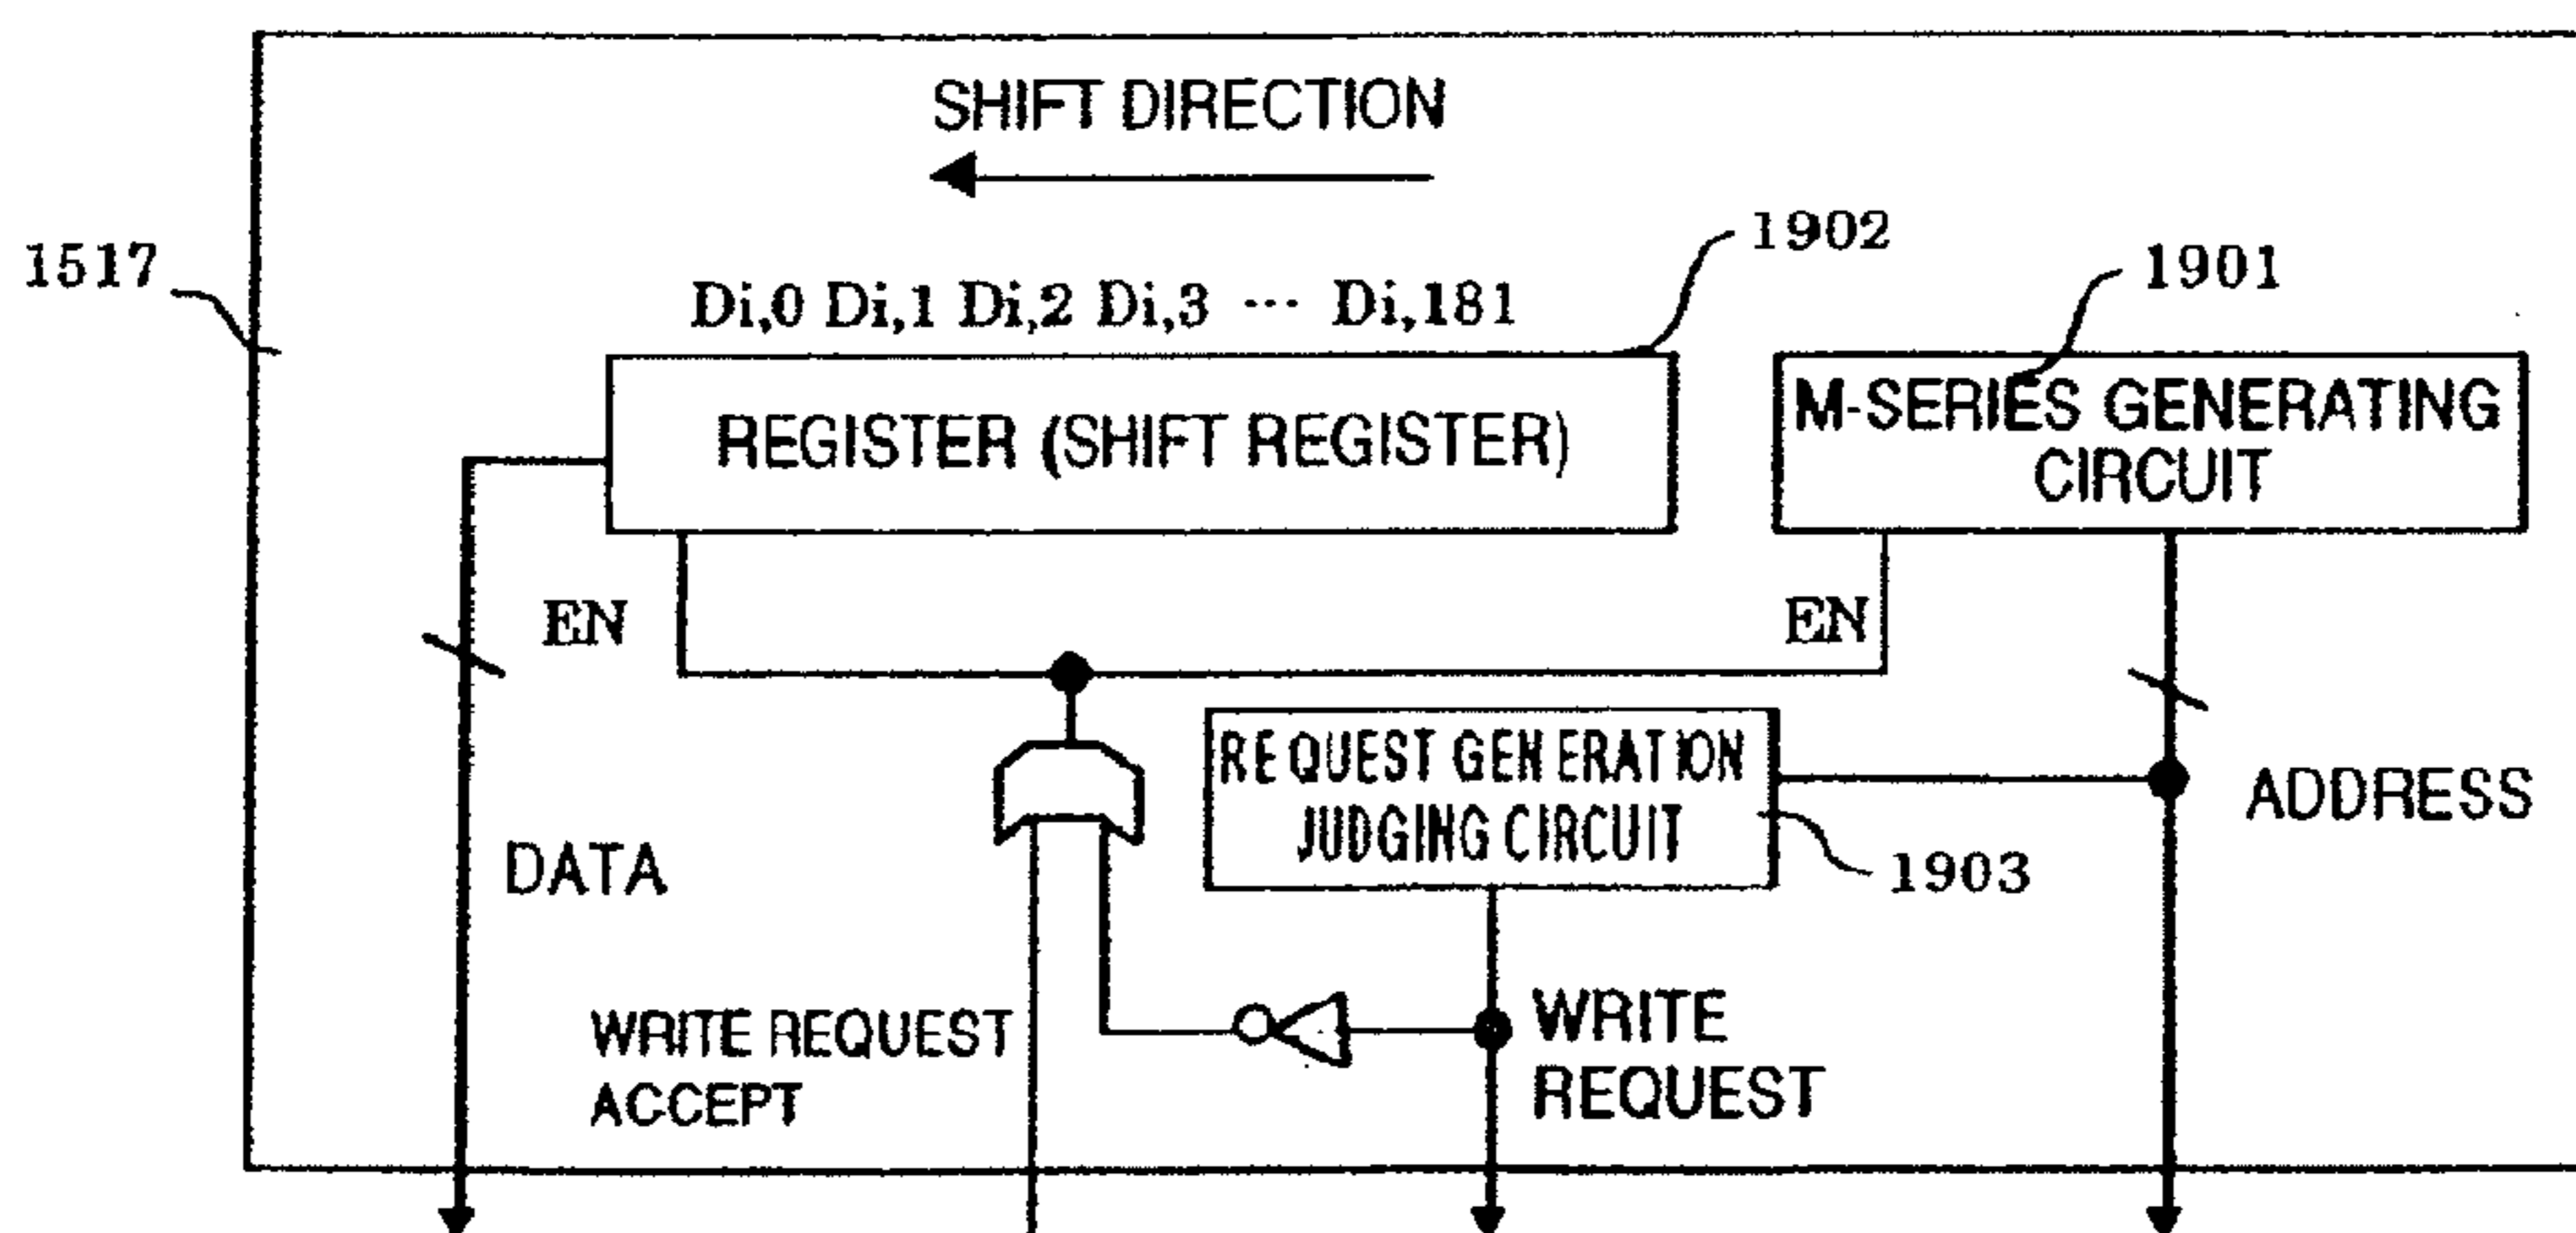 SHIFT DIRECTION
1902
1517
1901
Di,0 Di,1 Di,2 Di,3 ··· Di,181
REGISTER (SHIFT REGISTER)
M-SERIES GENERATING
CIRCUIT
EN
EN
REQUEST GENERATION
JUDGING CIRCUIT
ADDRESS
DATA
1903
WRITE REQUEST
ACCEPT
WRITE
REQUEST